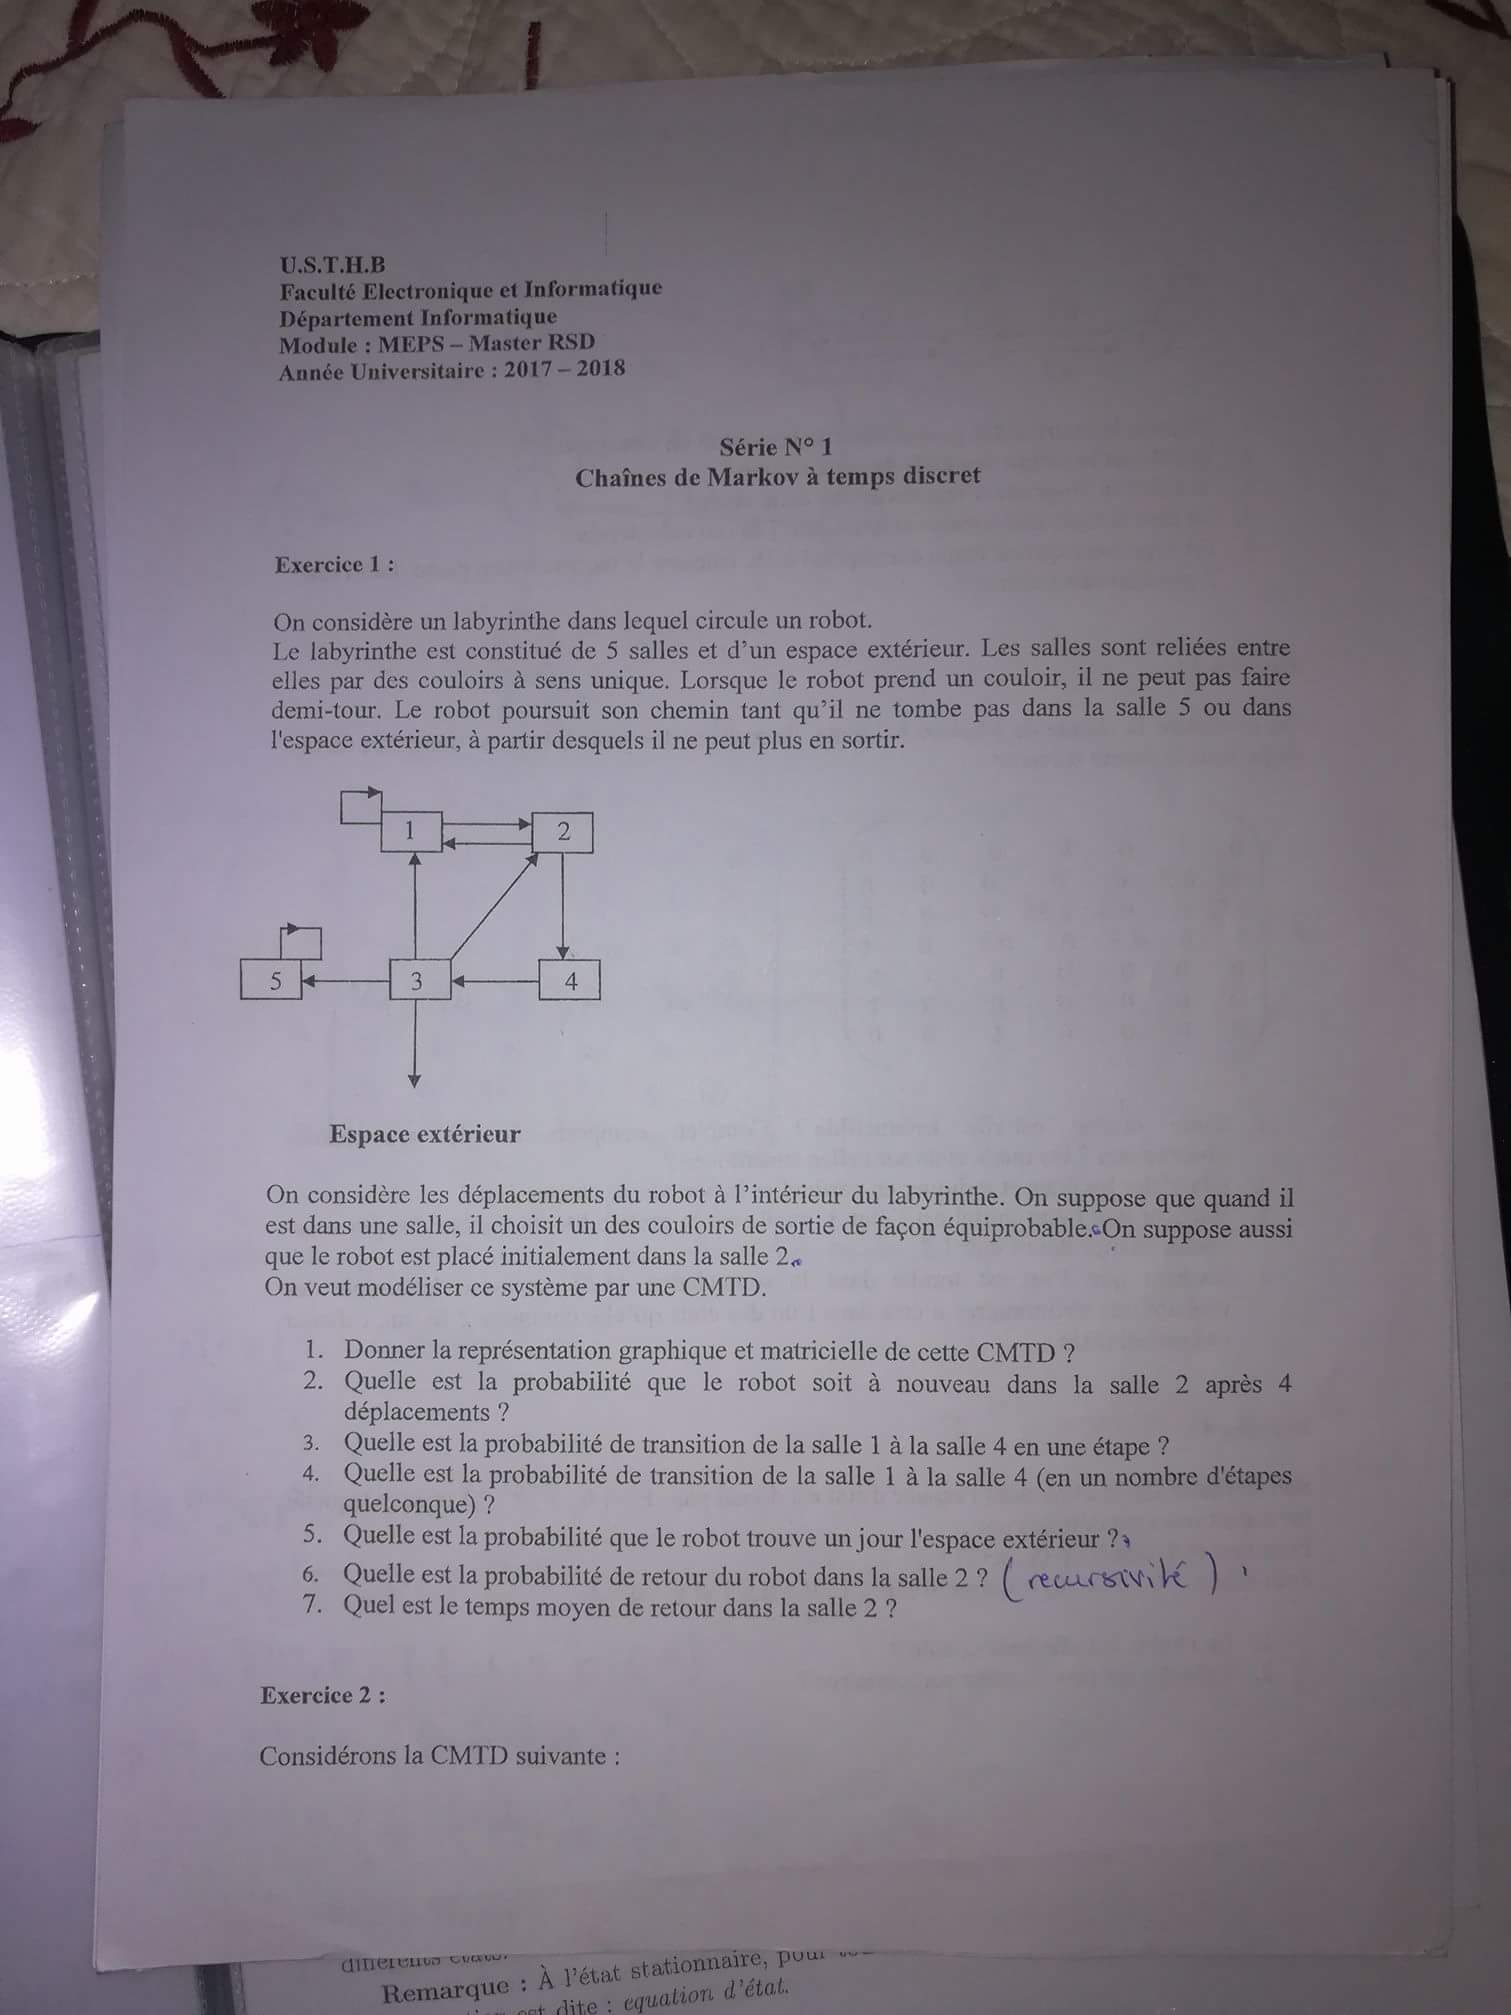 U.S.T.H.B
Faculté Electronique et Informatique
Département Informatique
Module : MEPS – Master RSD
Année Universitaire : 2017 – 2018
Série N° 1
Chaînes de Markov à temps discret
Exercice 1 :
On considère un labyrinthe dans lequel circule un robot.
Le labyrinthe est constitué de 5 salles et d’un espace extérieur. Les salles sont reliées entre
elles par des couloirs à sens unique. Lorsque le robot prend un couloir, il ne peut pas faire
demi-tour. Le robot poursuit son chemin tant qu’il ne tombe pas dans la salle 5 ou dans
l'espace extérieur, à partir desquels il ne peut plus en sortir.
1 2
5 3 4
Espace extérieur
On considère les déplacements du robot à l’intérieur du labyrinthe. On suppose que quand il
est dans une salle, il choisit un des couloirs de sortie de façon équiprobable. On suppose aussi
que le robot est placé initialement dans la salle 2.
On veut modéliser ce système par une CMTD.
1. Donner la représentation graphique et matricielle de cette CMTD ?
2. Quelle est la probabilité que le robot soit à nouveau dans la salle 2 après 4
déplacements ?
3. Quelle est la probabilité de transition de la salle 1 à la salle 4 en une étape ?
4. Quelle est la probabilité de transition de la salle 1 à la salle 4 (en un nombre d'étapes
quelconque) ?
5. Quelle est la probabilité que le robot trouve un jour l'espace extérieur ?
6. Quelle est la probabilité de retour du robot dans la salle 2 ? (recursivité)
7. Quel est le temps moyen de retour dans la salle 2 ?
Exercice 2 :
Considérons la CMTD suivante :
différents états.
Remarque : À l’état stationnaire, pour
est dite : equation d’état.